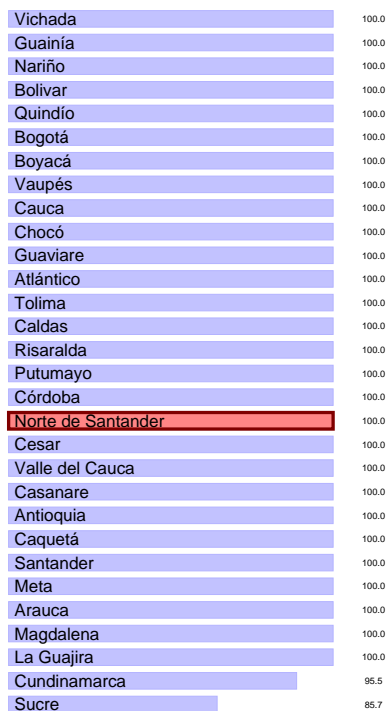 Vichada 100.0
Guainía 100.0
Nariño 100.0
Bolivar 100.0
Quindío 100.0
Bogotá 100.0
Boyacá 100.0
Vaupés 100.0
Cauca 100.0
Chocó 100.0
Guaviare 100.0
Atlántico 100.0
Tolima 100.0
Caldas 100.0
Risaralda 100.0
Putumayo 100.0
Córdoba 100.0
Norte de Santander 100.0
Cesar 100.0
Valle del Cauca 100.0
Casanare 100.0
Antioquia 100.0
Caquetá 100.0
Santander 100.0
Meta 100.0
Arauca 100.0
Magdalena 100.0
La Guajira 100.0
Cundinamarca 95.5
Sucre 85.7